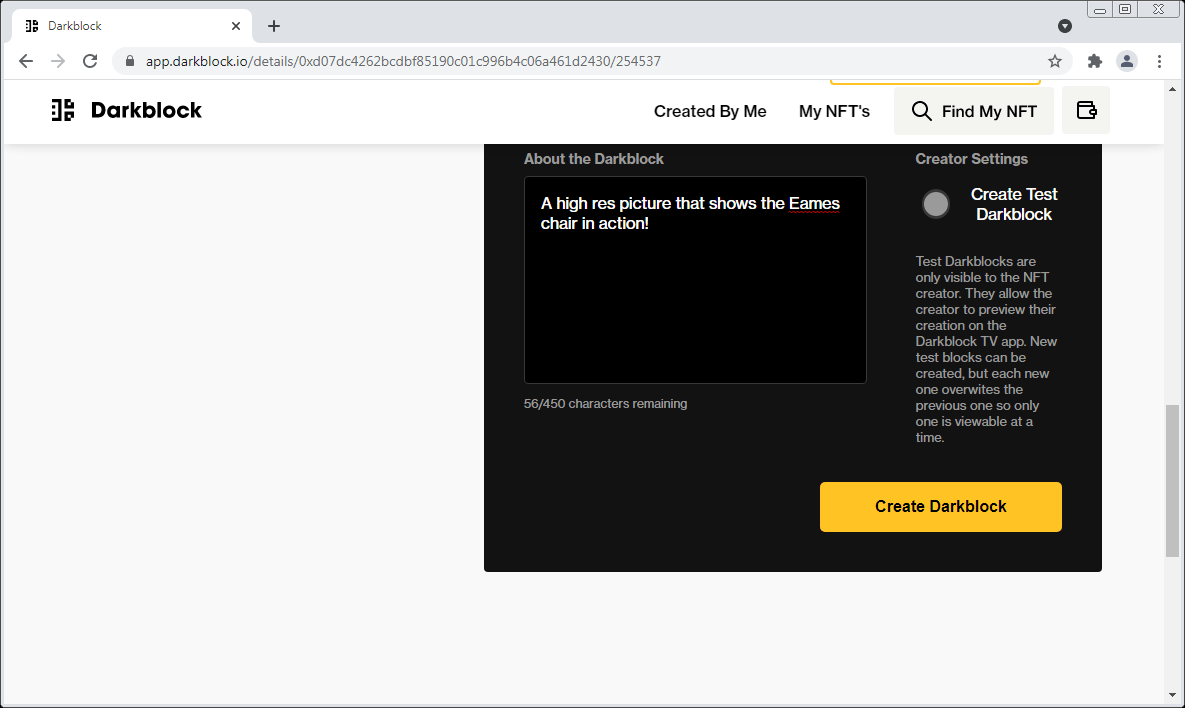 Darkblock
app.darkblock.io/details/0xd07dc4262bcdbf85190c01c996b4c06a461d2430/254537
Darkblock
Created By Me
My NFT's
Find My NFT
About the Darkblock
A high res picture that shows the Eames
chair in action!
56/450 characters remaining
Creator Settings
Create Test
Darkblock
Test Darkblocks are
only visible to the NFT
creator. They allow the
creator to preview their
creation on the
Darkblock TV app. New
test blocks can be
created, but each new
one overwites the
previous one so only
one is viewable at a
time.
Create Darkblock